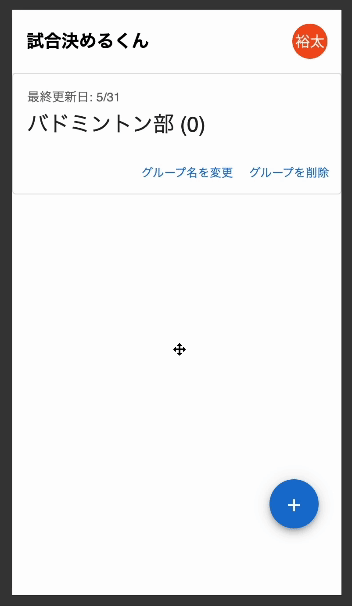 試合決めるくん
裕太
最終更新日: 5/31
バドミントン部 (0)
グループ名を変更 グループを削除
+